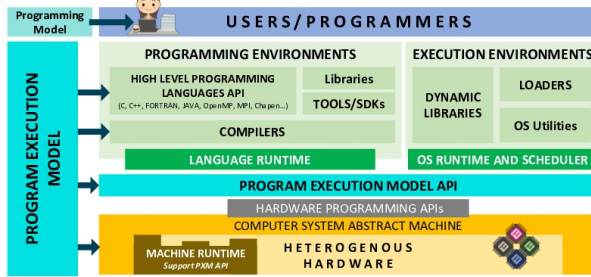 Programming
Model
USERS/PROGRAMMERS
PROGRAM EXECUTION
MODEL
PROGRAMMING ENVIRONMENTS
HIGH LEVEL PROGRAMMING
LANGUAGES API
(C, C++, FORTRAN, JAVA, OpenMP, MPI, Chapen...)
Libraries
TOOLS/SDKs
COMPILERS
LANGUAGE RUNTIME
EXECUTION ENVIRONMENTS
DYNAMIC
LIBRARIES
LOADERS
OS Utilities
OS RUNTIME AND SCHEDULER
PROGRAM EXECUTION MODEL API
HARDWARE PROGRAMMING APIs
COMPUTER SYSTEM ABSTRACT MACHINE
MACHINE RUNTIME
Support PXM API
HETEROGENOUS
HARDWARE